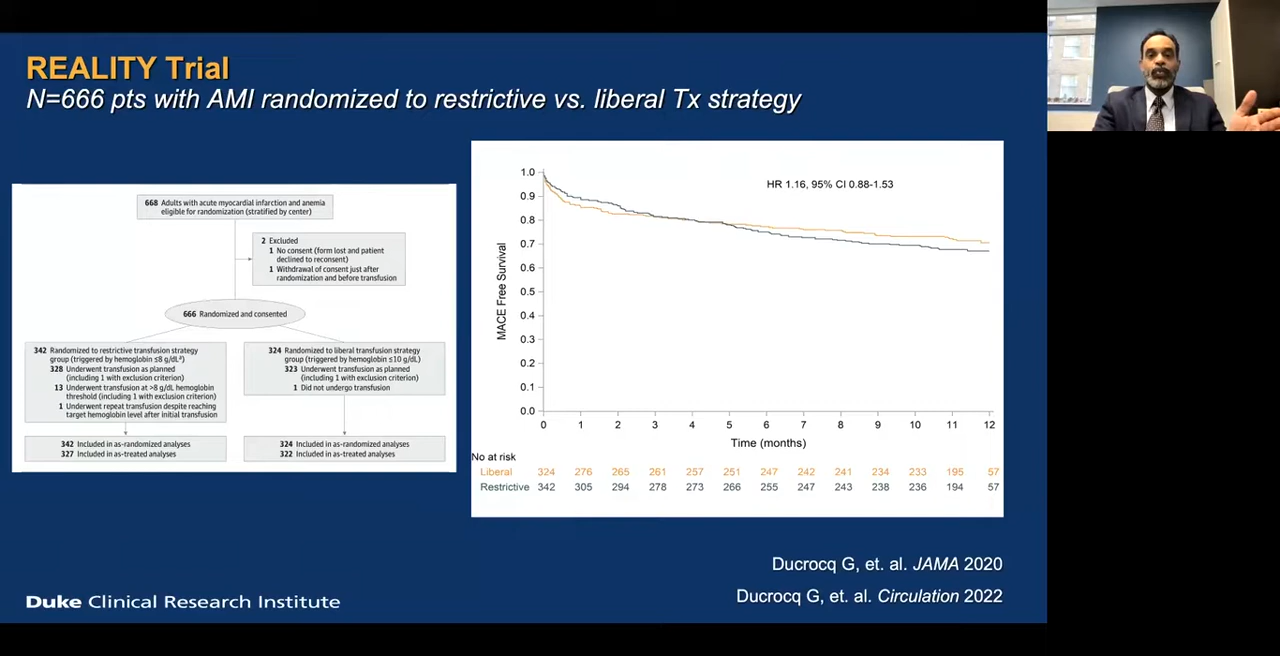 REALITY Trial
N=666 pts with AMI randomized to restrictive vs. liberal Tx strategy
668 Adults with acute myocardial infarction and anemia
eligible for randomization (stratified by center)
2 Excluded
1 No consent (form lost and patient
declined to reconsent)
1 Withdrawal of consent just after
randomization and before transfusion
666 Randomized and consented
342 Randomized to restrictive transfusion strategy
group (triggered by hemoglobin ≤8 g/dLª)
328 Underwent transfusion as planned
(including 1 with exclusion criterion)
13 Underwent transfusion at >8 g/dL hemoglobin
threshold (including 1 with exclusion criterion)
1 Underwent repeat transfusion despite reaching
target hemoglobin level after initial transfusion
324 Randomized to liberal transfusion strategy
group (triggered by hemoglobin ≤10 g/dL)
323 Underwent transfusion as planned
(including 1 with exclusion criterion)
1 Did not undergo transfusion
342 Included in as-randomized analyses
327 Included in as-treated analyses
324 Included in as-randomized analyses
322 Included in as-treated analyses
HR 1.16, 95% CI 0.88-1.53
MACE Free Survival
1.0
0.9
0.8
0.7
0.6
0.5
0.4
0.3
0.2
0.1
0.0
0 1 2 3 4 5 6 7 8 9 10 11 12
Time (months)
No at risk
Liberal 324 276 265 261 257 251 247 242 241 234 233 195 57
Restrictive 342 305 294 278 273 266 255 247 243 238 236 194 57
Ducrocq G, et. al. JAMA 2020
Ducrocq G, et. al. Circulation 2022
Duke Clinical Research Institute